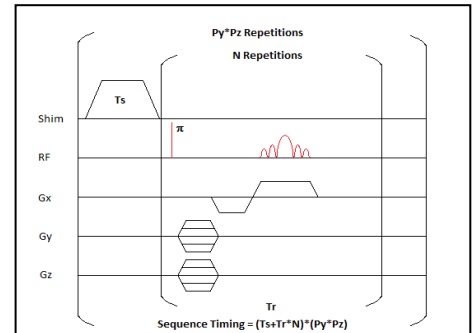 Py*Pz Repetitions
N Repetitions
Ts
Shim
π
RF
Gx
Gy
Gz
Tr
Sequence Timing = (Ts+Tr*N)*(Py*Pz)